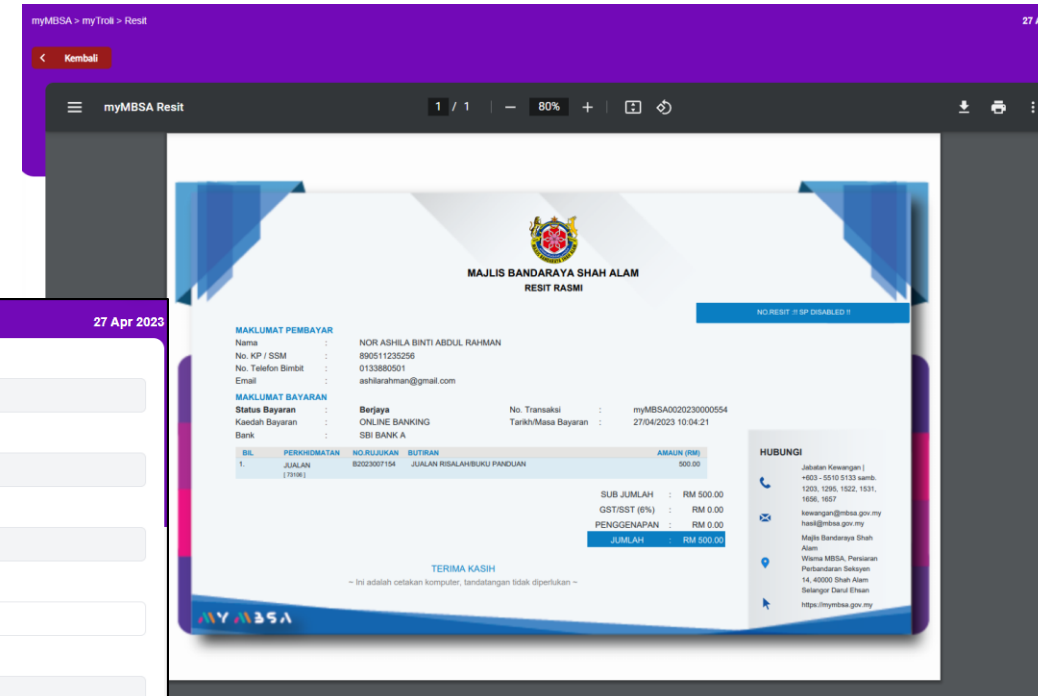 myMBSA > myTroli > Resit
27 A
Kembali
myMBSA Resit
1 / 1
80%
MAJLIS BANDARAYA SHAH ALAM
RESIT RASMI
NO.RESIT :!! SP DISABLED !!
27 Apr 2023
MAKLUMAT PEMBAYAR
Nama : NOR ASHILA BINTI ABDUL RAHMAN
No. KP / SSM : 890511235256
No. Telefon Bimbit : 0133880501
Email : ashilarahman@gmail.com
MAKLUMAT BAYARAN
Status Bayaran : Berjaya No. Transaksi : myMBSA0020230000554
Kaedah Bayaran : ONLINE BANKING Tarikh/Masa Bayaran : 27/04/2023 10:04:21
Bank : SBI BANK A
BIL PERKHIDMATAN NO.RUJUKAN BUTIRAN AMAUN (RM)
1. JUALAN B2023007154 JUALAN RISALAH/BUKU PANDUAN 500.00
[ 73106 ]
SUB JUMLAH : RM 500.00
GST/SST (6%) : RM 0.00
PENGGENAPAN : RM 0.00
JUMLAH : RM 500.00
TERIMA KASIH
~ Ini adalah cetakan komputer, tandatangan tidak diperlukan ~
HUBUNGI
Jabatan Kewangan |
+603 - 5510 5133 samb.
1203, 1295, 1522, 1531,
1656, 1657
kewangan@mbsa.gov.my
hasil@mbsa.gov.my
Majlis Bandaraya Shah
Alam
Wisma MBSA, Persiaran
Perbandaran Seksyen
14, 40000 Shah Alam
Selangor Darul Ehsan
https://mymbsa.gov.my
MY MBSA